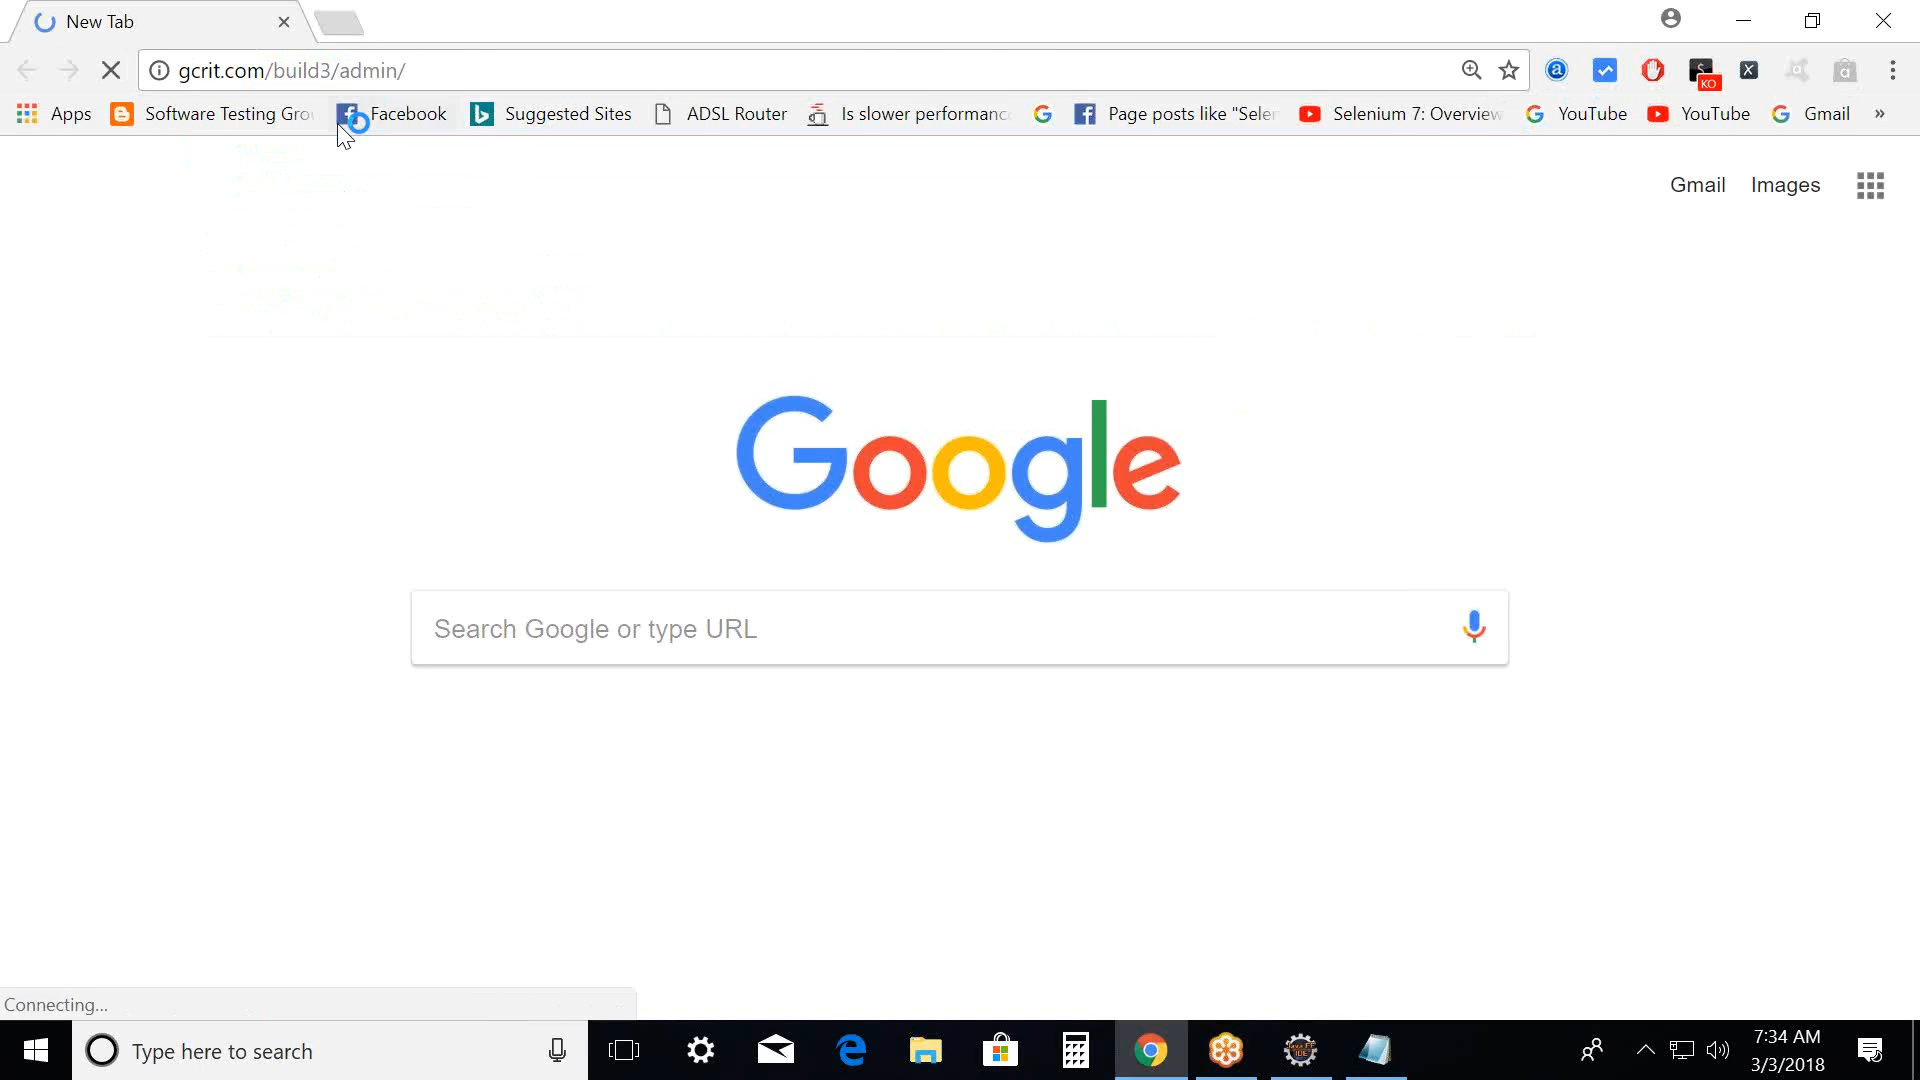 New Tab
gcrit.com/build3/admin/
KO
Apps
Software Testing Gro
Facebook
Suggested Sites
ADSL Router
Is slower performanc
Page posts like "Seler
Selenium 7: Overview
YouTube
YouTube
Gmail
»
Gmail
Images
Google
Search Google or type URL
Connecting...
Type here to search
7:34 AM
3/3/2018